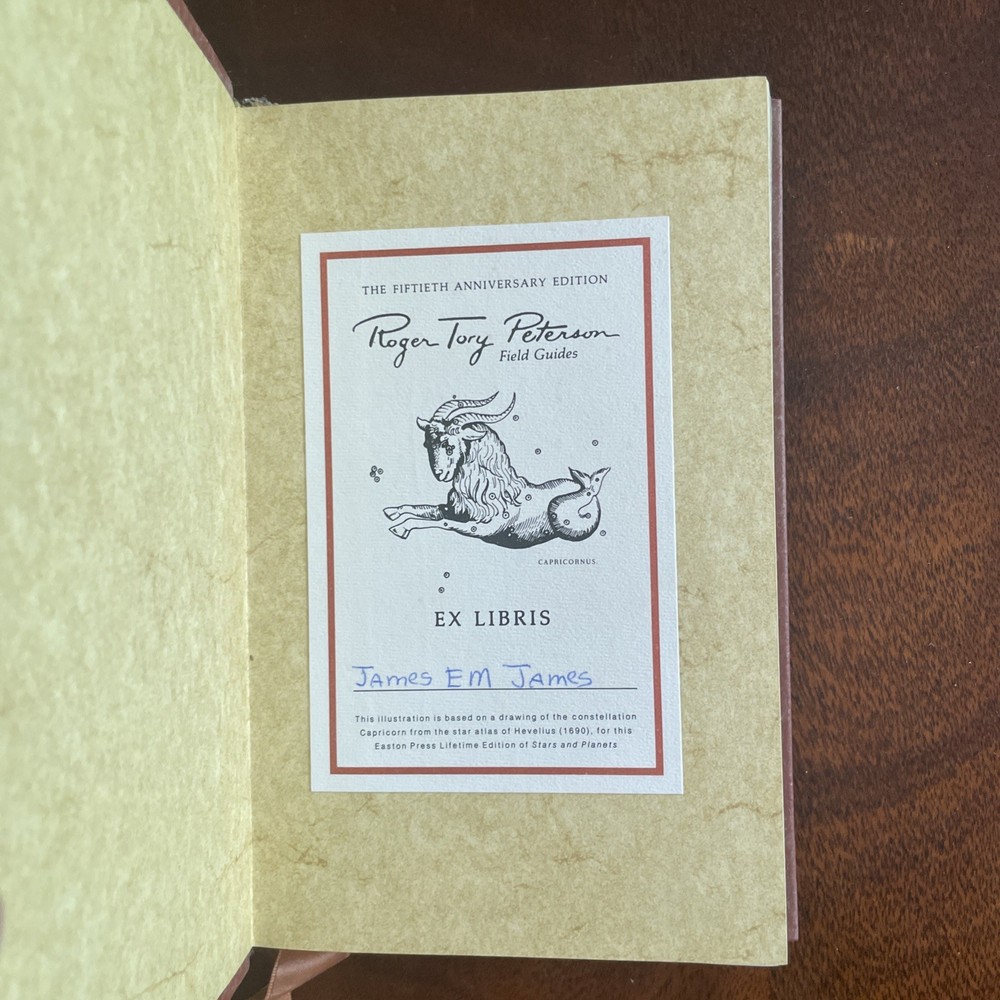 THE FIFTIETH ANNIVERSARY EDITION
Roger Tory Peterson
Field Guides
CAPRICORNUS
EX LIBRIS
James EM James
This illustration is based on a drawing of the constellation
Capricorn from the star atlas of Hevelius (1690), for this
Easton Press Lifetime Edition of Stars and Planets